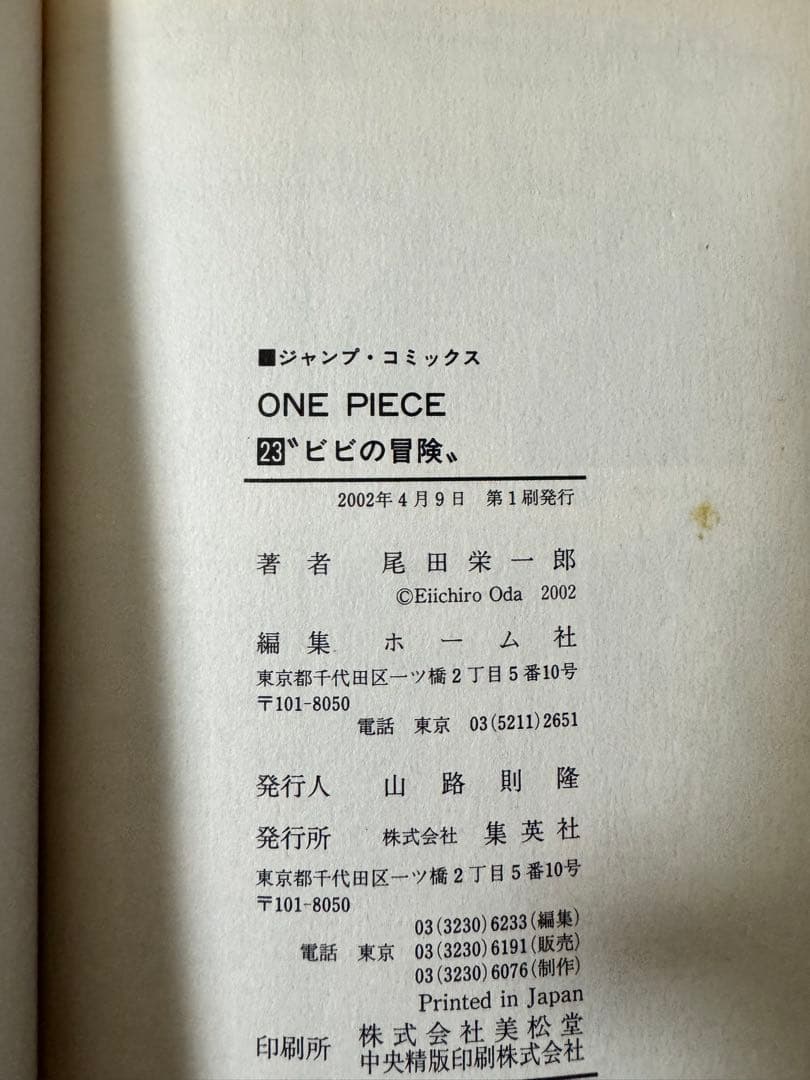 ■ジャンプ・コミックス
ONE PIECE
23〝ビビの冒険〟
2002年4月9日 第1刷発行
著者 尾田栄一郎
©Eiichiro Oda 2002
編集 ホーム社
東京都千代田区一ツ橋2丁目5番10号
〒101-8050
電話 東京 03(5211)2651
発行人 山路則隆
発行所 株式会社 集英社
東京都千代田区一ツ橋2丁目5番10号
〒101-8050
03(3230)6233(編集)
電話 東京 03(3230)6191(販売)
03(3230)6076(制作)
Printed in Japan
印刷所 株式会社美松堂
中央精版印刷株式会社